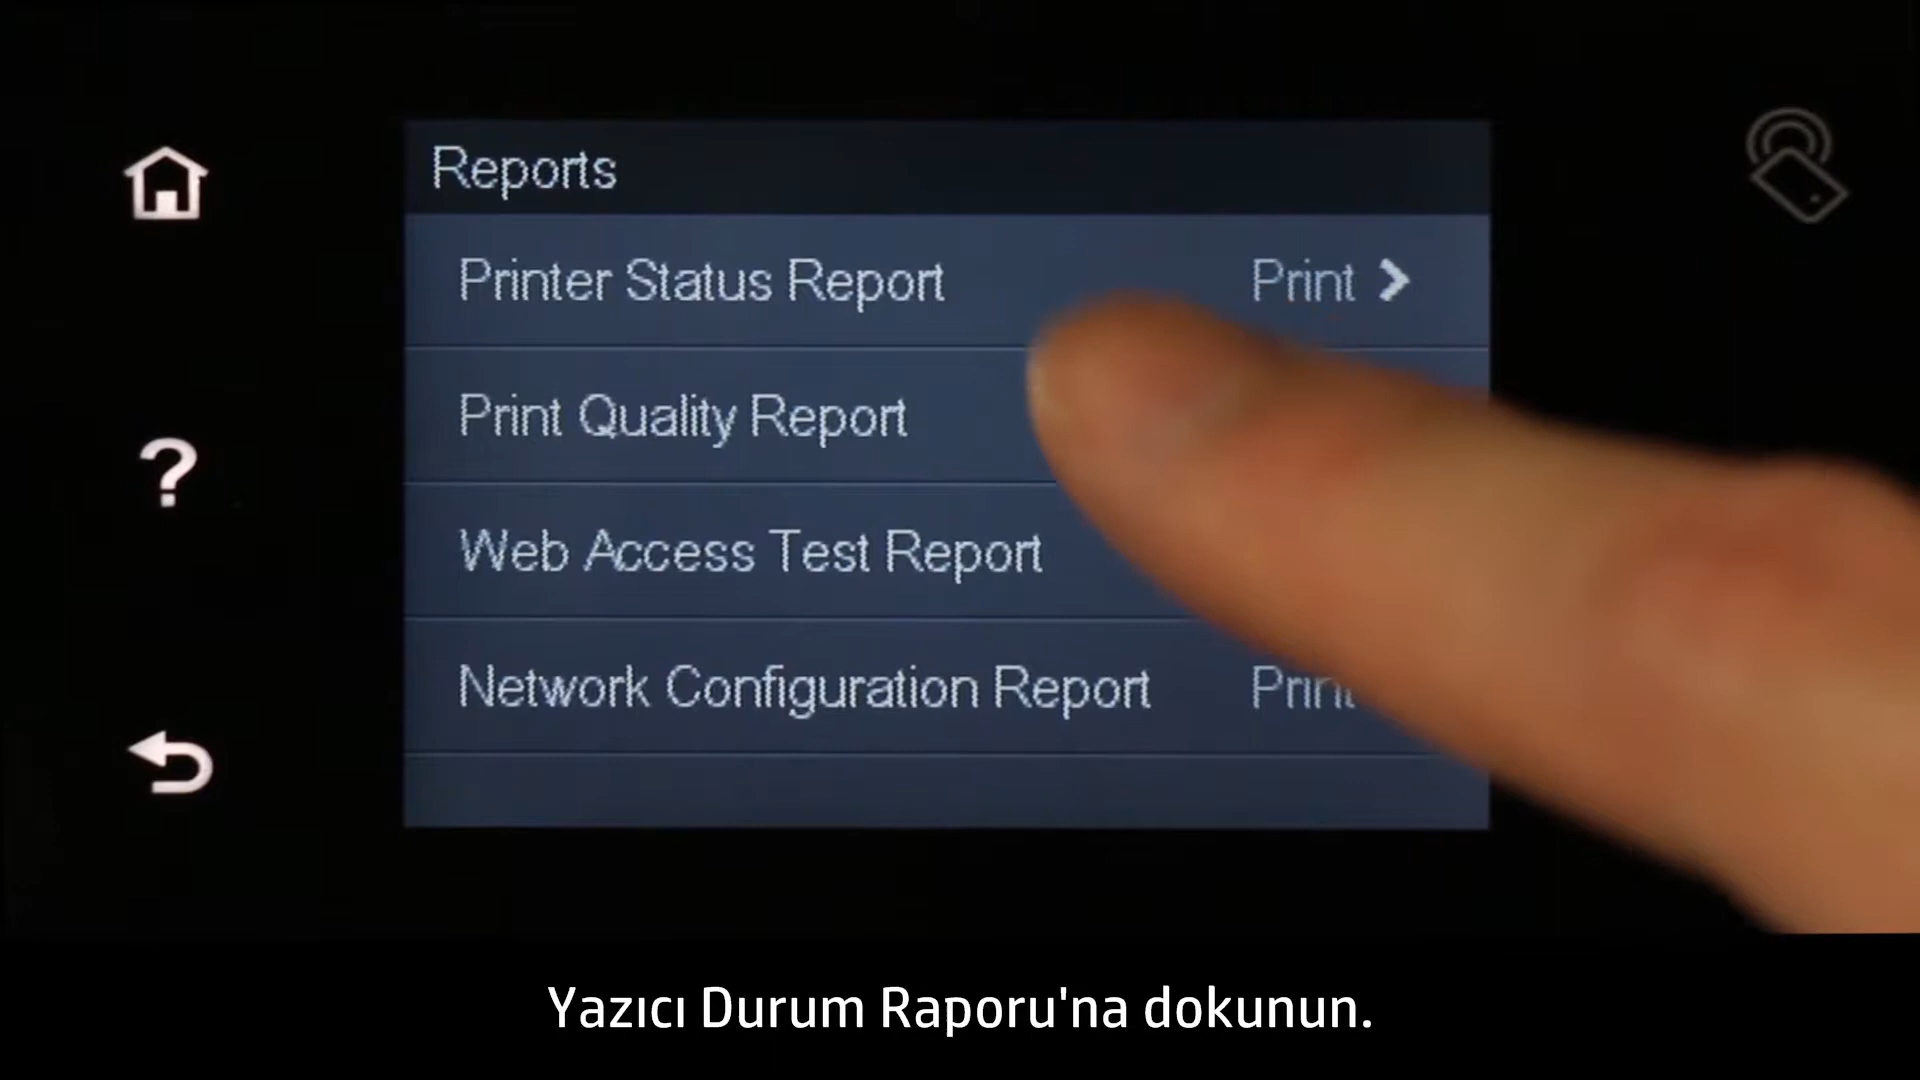 Reports
Printer Status Report Print
Print Quality Report
Web Access Test Report
Network Configuration Report Print
Yazıcı Durum Raporu'na dokunun.